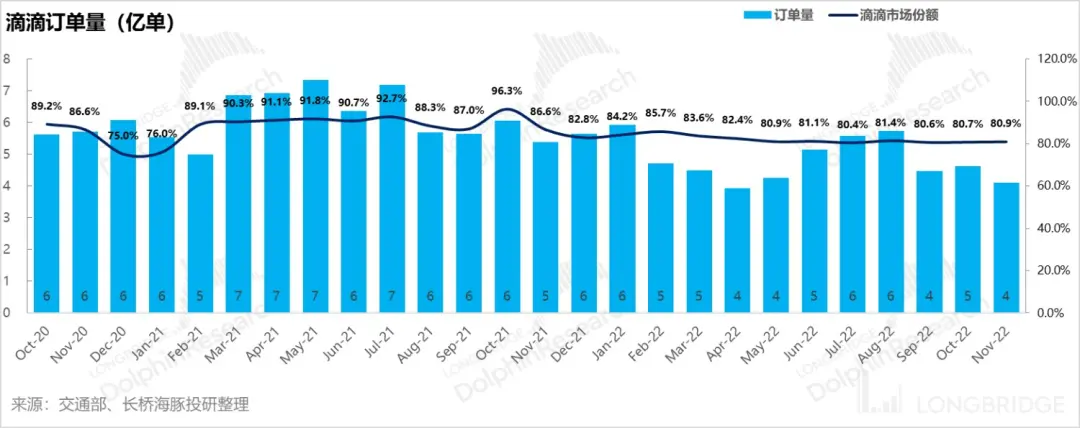 滴滴订单量（亿单）
订单量 滴滴市场份额
8 7 6 5 4 3 2 1 0
120.0% 100.0% 80.0% 60.0% 40.0% 20.0% 0.0%
89.2% 86.6% 75.0% 76.0% 89.1% 90.3% 91.1% 91.8% 90.7% 92.7% 88.3% 87.0% 96.3% 86.6% 82.8% 84.2% 85.7% 83.6% 82.4% 80.9% 81.1% 80.4% 81.4% 80.6% 80.7% 80.9%
6 6 6 6 5 7 7 7 6 7 6 6 6 5 6 6 5 5 4 4 5 6 6 4 5 4
Oct-20 Nov-20 Dec-20 Jan-21 Feb-21 Mar-21 Apr-21 May-21 Jun-21 Jul-21 Aug-21 Sep-21 Oct-21 Nov-21 Dec-21 Jan-22 Feb-22 Mar-22 Apr-22 May-22 Jun-22 Jul-22 Aug-22 Sep-22 Oct-22 Nov-22
来源：交通部、长桥海豚投研整理
LONGBRIDGE